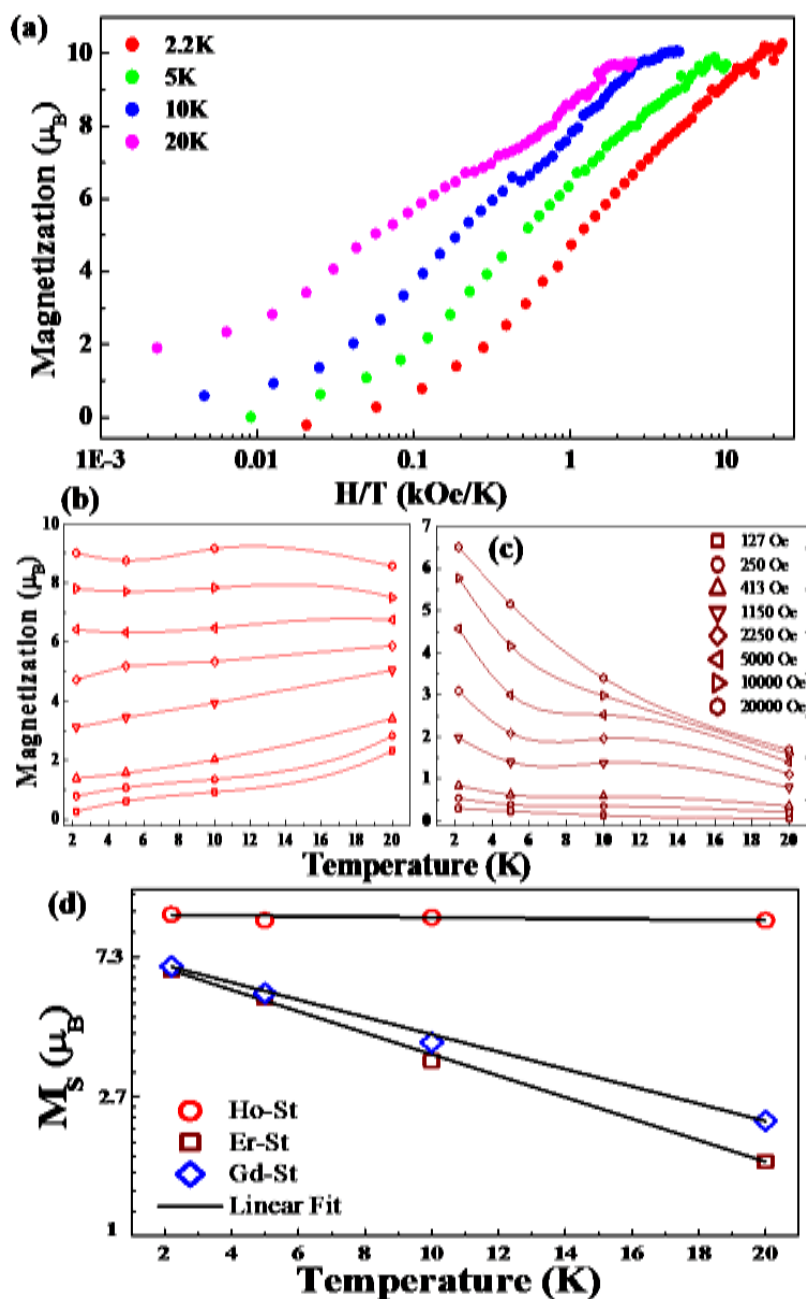 (a)
2.2K
5K
10K
20K
Magnetization (μB)
10
8
6
4
2
0
1E-3 0.01 0.1 1 10
H/T (kOe/K)
(b)
Magnetization (μB)
10
8
6
4
2
0
2 4 6 8 10 12 14 16 18 20
(c)
7
6
5
4
3
2
1
0
2 4 6 8 10 12 14 16 18 20
127 Oe
250 Oe
413 Oe
1150 Oe
2250 Oe
5000 Oe
10000 Oe
20000 Oe
Temperature (K)
(d)
MS (μB)
7.3
2.7
1
Ho-St
Er-St
Gd-St
Linear Fit
2 4 6 8 10 12 14 16 18 20
Temperature (K)